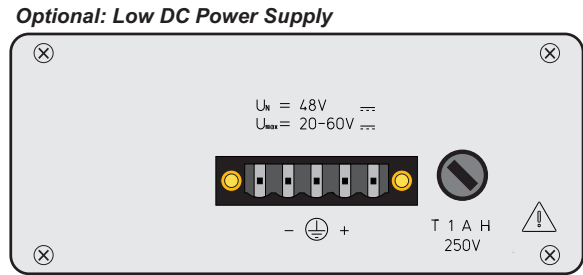 Optional: Low DC Power Supply
UN = 48V ⎓
Umax= 20-60V ⎓
- ⏚ +
T 1 A H
250V